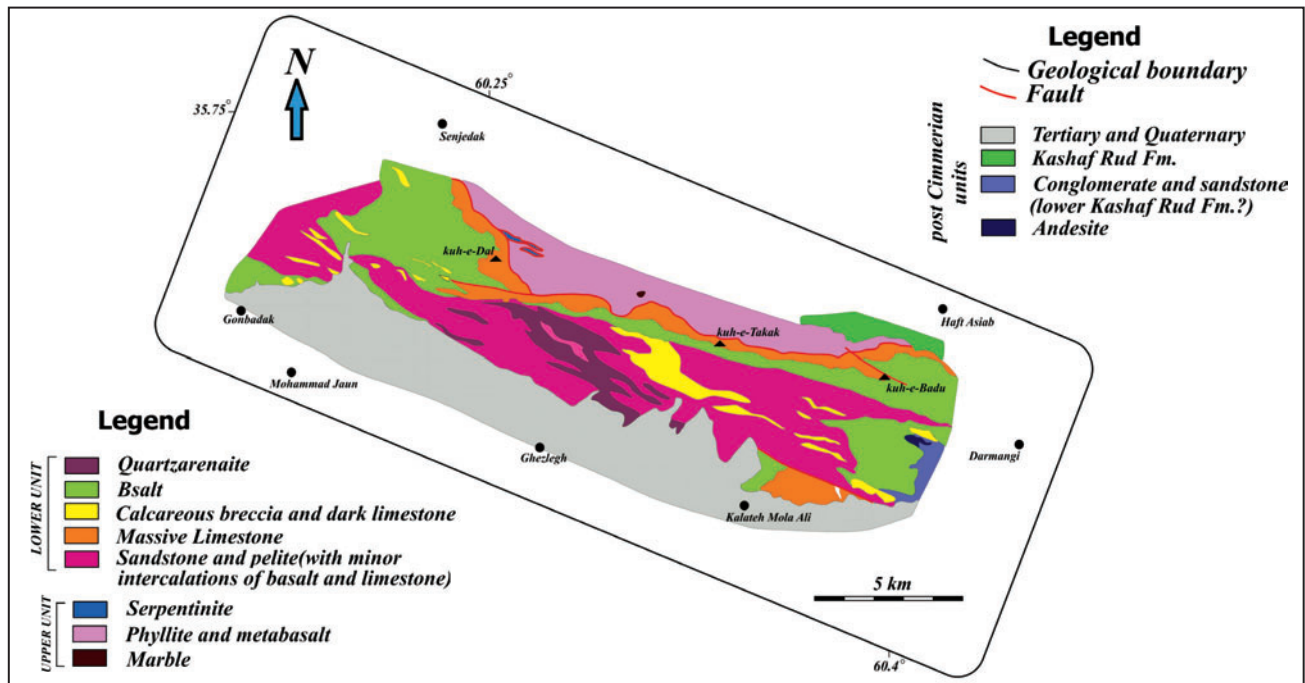 N
60.25°
35.75
Senjedak
kuh-e-Dal
Gonbadak
Mohammad Jaun
Ghezlegh
kuh-e-Takak
Haft Asiab
kuh-e-Badu
Darmangi
Kalateh Mola Ali
5 km
60.4°
Legend
Geological boundary
Fault
post Cimmerian
units
Tertiary and Quaternary
Kashaf Rud Fm.
Conglomerate and sandstone
(lower Kashaf Rud Fm.?)
Andesite
Legend
LOWER UNIT
Quartzarenaite
Bsalt
Calcareous breccia and dark limestone
Massive Limestone
Sandstone and pelite(with minor
intercalations of basalt and limestone)
UPPER UNIT
Serpentinite
Phyllite and metabasalt
Marble